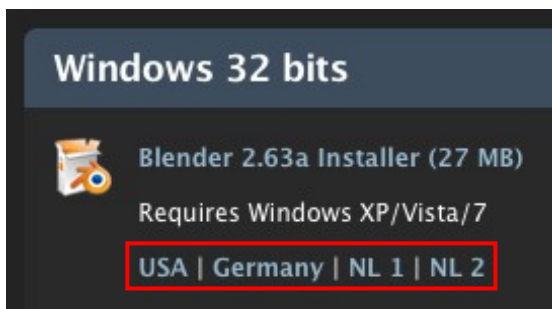 Windows 32 bits
Blender 2.63a Installer (27 MB)
Requires Windows XP/Vista/7
USA | Germany | NL 1 | NL 2